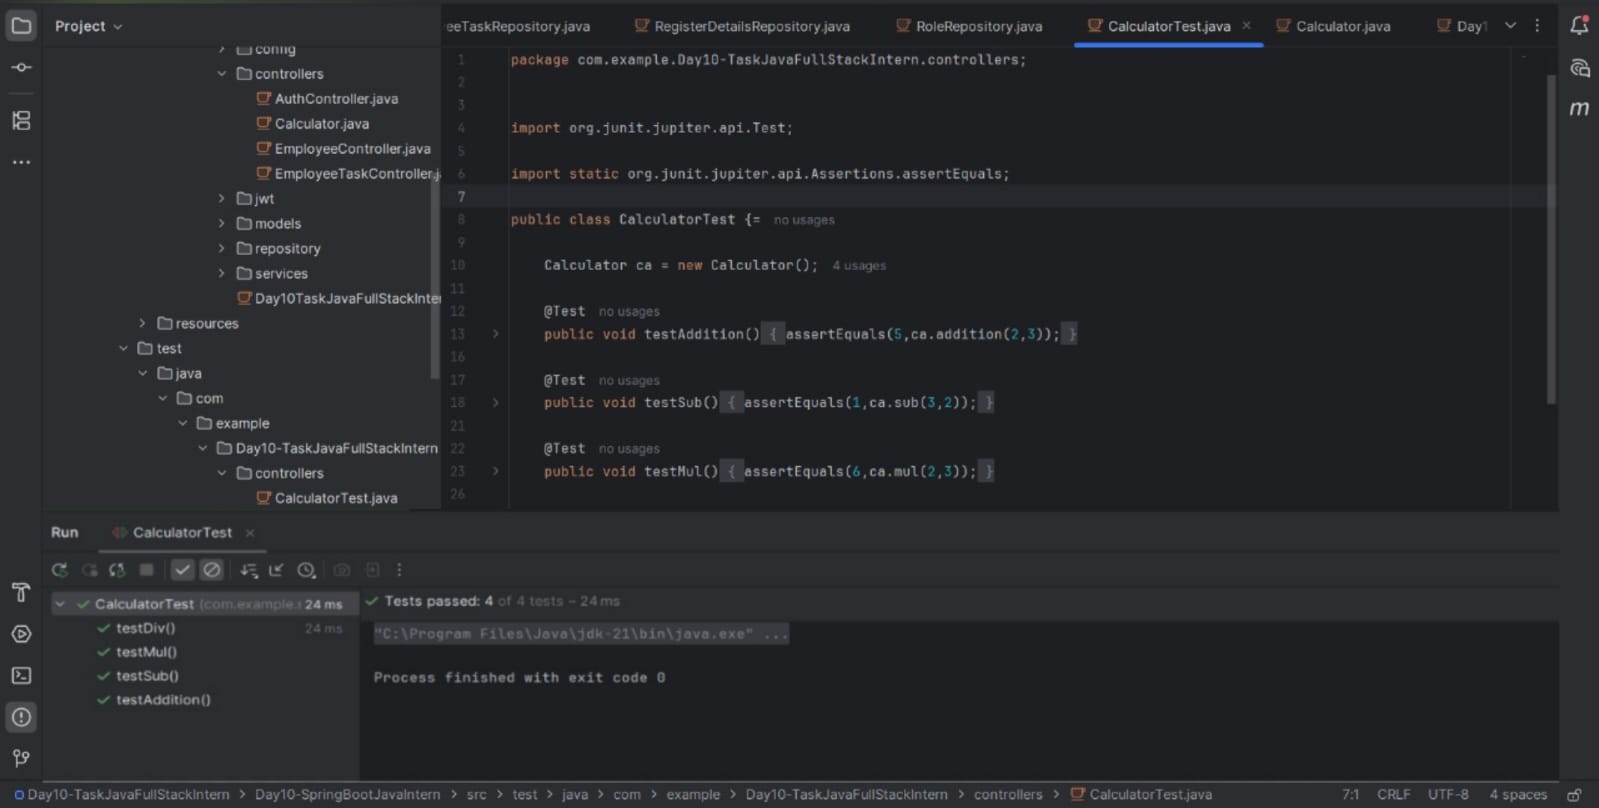 Project
eeTaskRepository.java RegisterDetailsRepository.java RoleRepository.java CalculatorTest.java Calculator.java Day1
config
controllers
AuthController.java
Calculator.java
EmployeeController.java
EmployeeTaskController.j
jwt
models
repository
services
Day10TaskJavaFullStackInter
resources
test
java
com
example
Day10-TaskJavaFullStackIntern
controllers
CalculatorTest.java
1 package com.example.Day10-TaskJavaFullStackIntern.controllers;
2
3
4 import org.junit.jupiter.api.Test;
5
6 import static org.junit.jupiter.api.Assertions.assertEquals;
7
8 public class CalculatorTest {= no usages
9
10 Calculator ca = new Calculator(); 4 usages
11
12 @Test no usages
13 public void testAddition() { assertEquals(5,ca.addition(2,3)); }
16
17 @Test no usages
18 public void testSub() { assertEquals(1,ca.sub(3,2)); }
21
22 @Test no usages
23 public void testMul() { assertEquals(6,ca.mul(2,3)); }
26
m
Run CalculatorTest
CalculatorTest (com.example. 24 ms
testDiv() 24 ms
testMul()
testSub()
testAddition()
Tests passed: 4 of 4 tests – 24 ms
"C:\Program Files\Java\jdk-21\bin\java.exe" ...
Process finished with exit code 0
Day10-TaskJavaFullStackIntern > Day10-SpringBootJavaIntern > src > test > java > com > example > Day10-TaskJavaFullStackIntern > controllers > CalculatorTest.java 7:1 CRLF UTF-8 4 spaces